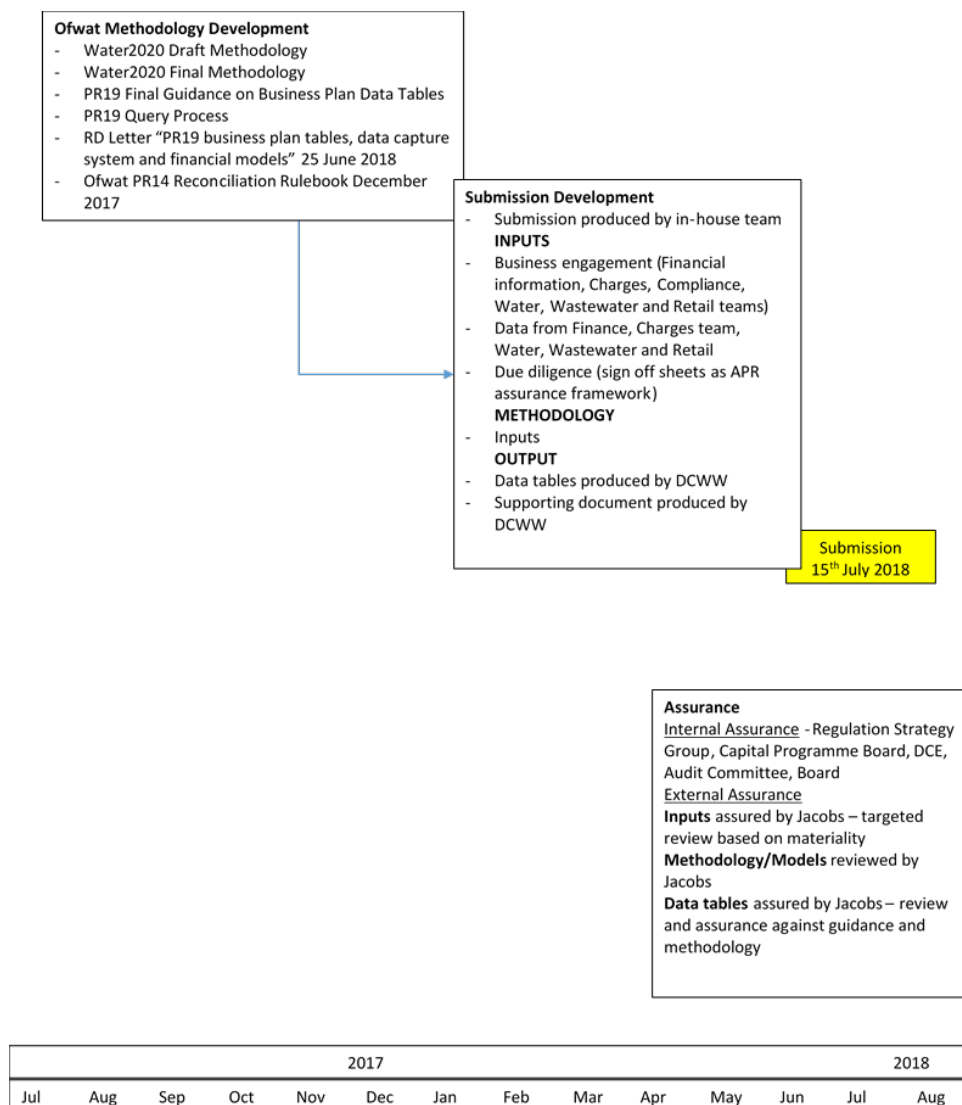 Ofwat Methodology Development
- Water2020 Draft Methodology
- Water2020 Final Methodology
- PR19 Final Guidance on Business Plan Data Tables
- PR19 Query Process
- RD Letter “PR19 business plan tables, data capture
system and financial models” 25 June 2018
- Ofwat PR14 Reconciliation Rulebook December
2017
Submission Development
- Submission produced by in-house team
INPUTS
- Business engagement (Financial
information, Charges, Compliance,
Water, Wastewater and Retail teams)
- Data from Finance, Charges team,
Water, Wastewater and Retail
- Due diligence (sign off sheets as APR
assurance framework)
METHODOLOGY
- Inputs
OUTPUT
- Data tables produced by DCWW
- Supporting document produced by
DCWW
Submission
15th July 2018
Assurance
Internal Assurance - Regulation Strategy
Group, Capital Programme Board, DCE,
Audit Committee, Board
External Assurance
Inputs assured by Jacobs – targeted
review based on materiality
Methodology/Models reviewed by
Jacobs
Data tables assured by Jacobs – review
and assurance against guidance and
methodology
2017 2018
Jul Aug Sep Oct Nov Dec Jan Feb Mar Apr May Jun Jul Aug